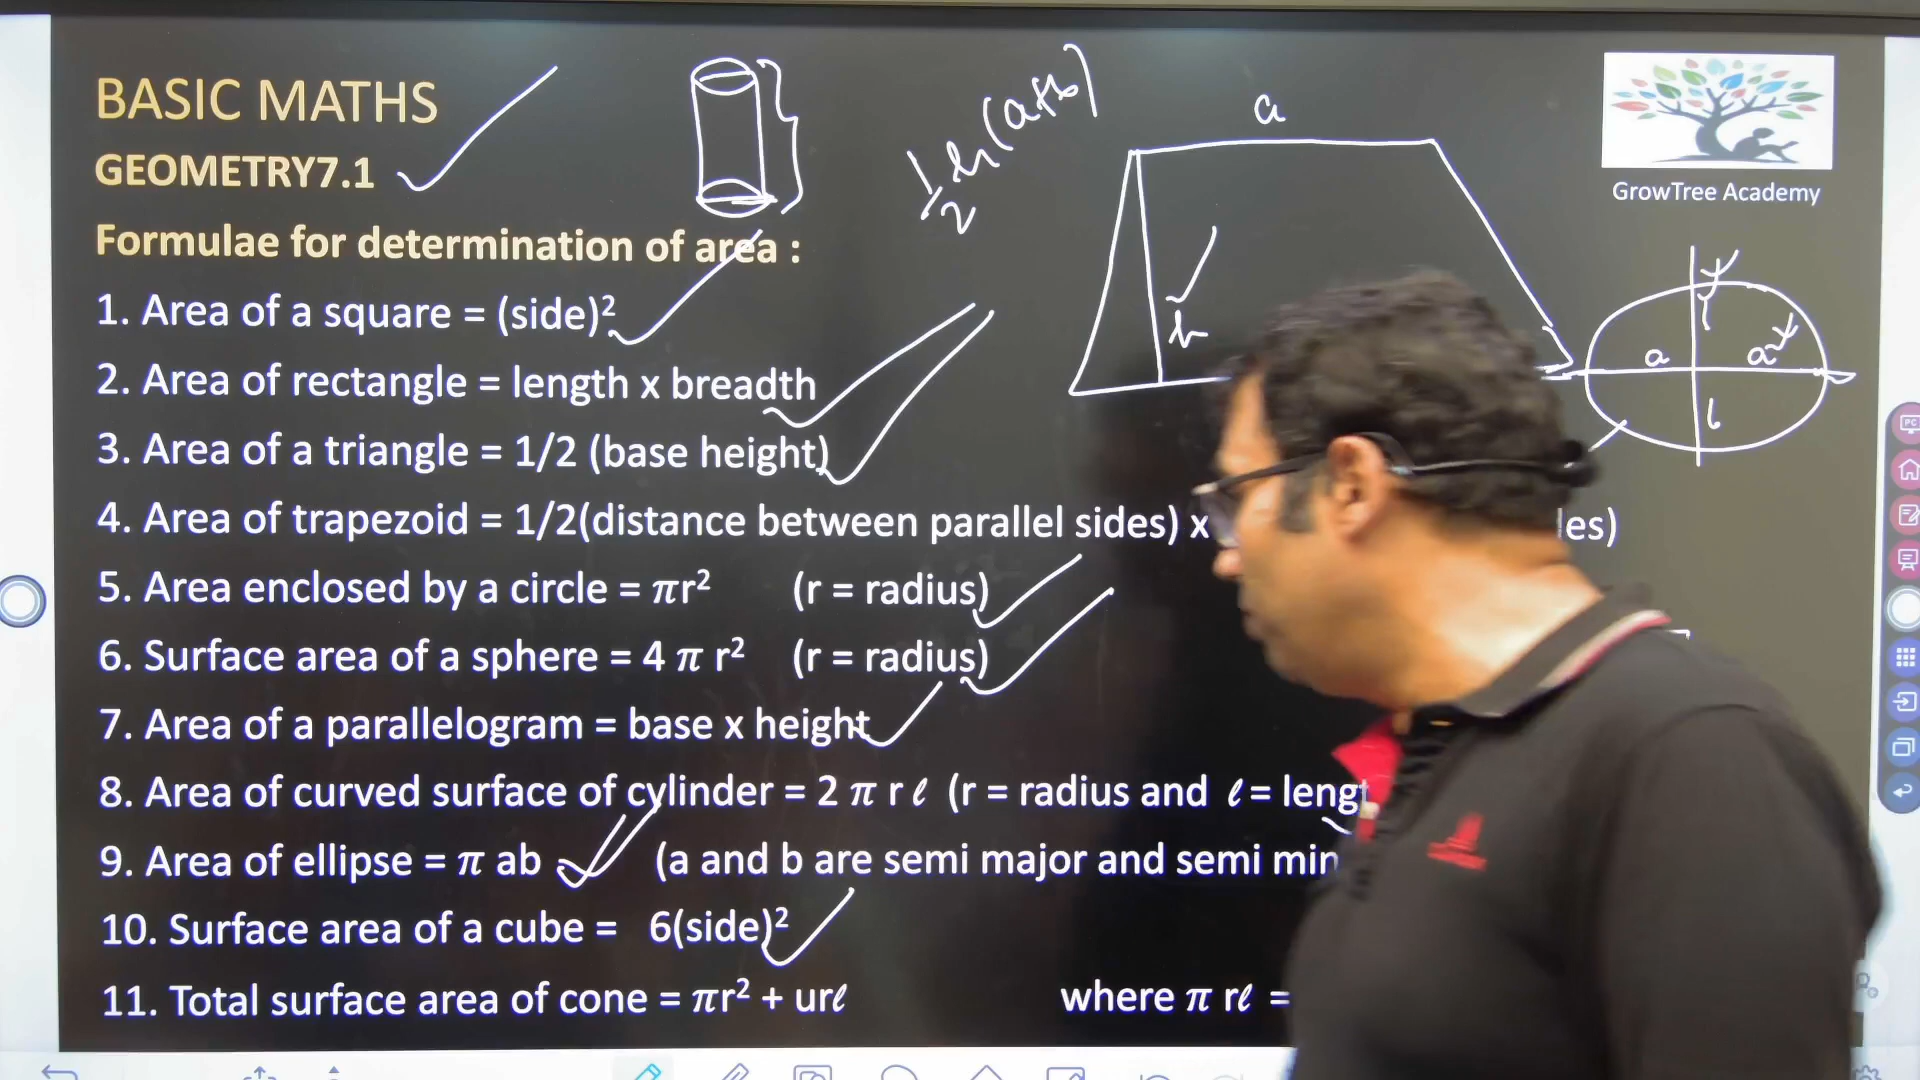 BASIC MATHS
GEOMETRY7.1
Formulae for determination of area :
1. Area of a square = (side)²
2. Area of rectangle = length x breadth
3. Area of a triangle = 1/2 (base height)
4. Area of trapezoid = 1/2(distance between parallel sides) x les)
5. Area enclosed by a circle = πr² (r = radius)
6. Surface area of a sphere = 4 π r² (r = radius)
7. Area of a parallelogram = base x height
8. Area of curved surface of cylinder = 2 π r ℓ (r = radius and ℓ = lengt
9. Area of ellipse = π ab (a and b are semi major and semi min
10. Surface area of a cube = 6(side)²
11. Total surface area of cone = πr² + urℓ where π rℓ =
1/2 h (a+b)
a
h
GrowTree Academy
a a
b
PC